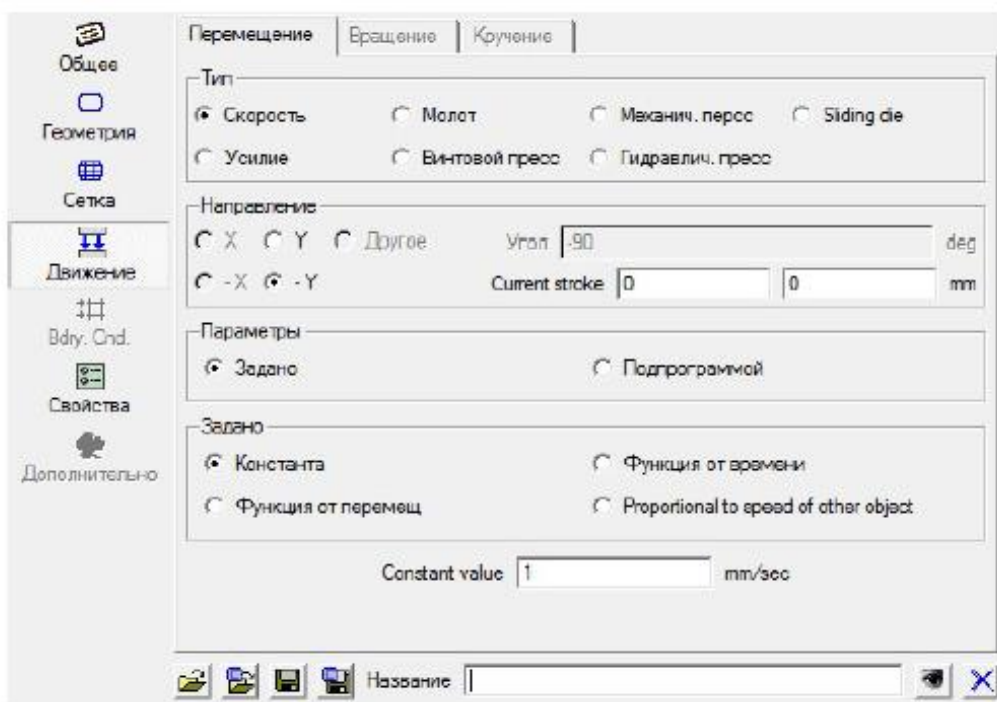 Общее
Геометрия
Сетка
Движение
Bdry. Cnd.
Свойства
Дополнительно
Перемещение Вращение Кручение
Тип
Скорость Молот Механич. персс Sliding die
Усилие Винтовой пресс Гидравлич. пресс
Направление
X Y Другое Угол -90 deg
-X -Y Current stroke 0 0 mm
Параметры
Задано Подпрограммой
Задано
Константа Функция от времени
Функция от перемещ Proportional to speed of other object
Constant value 1 mm/sec
Название